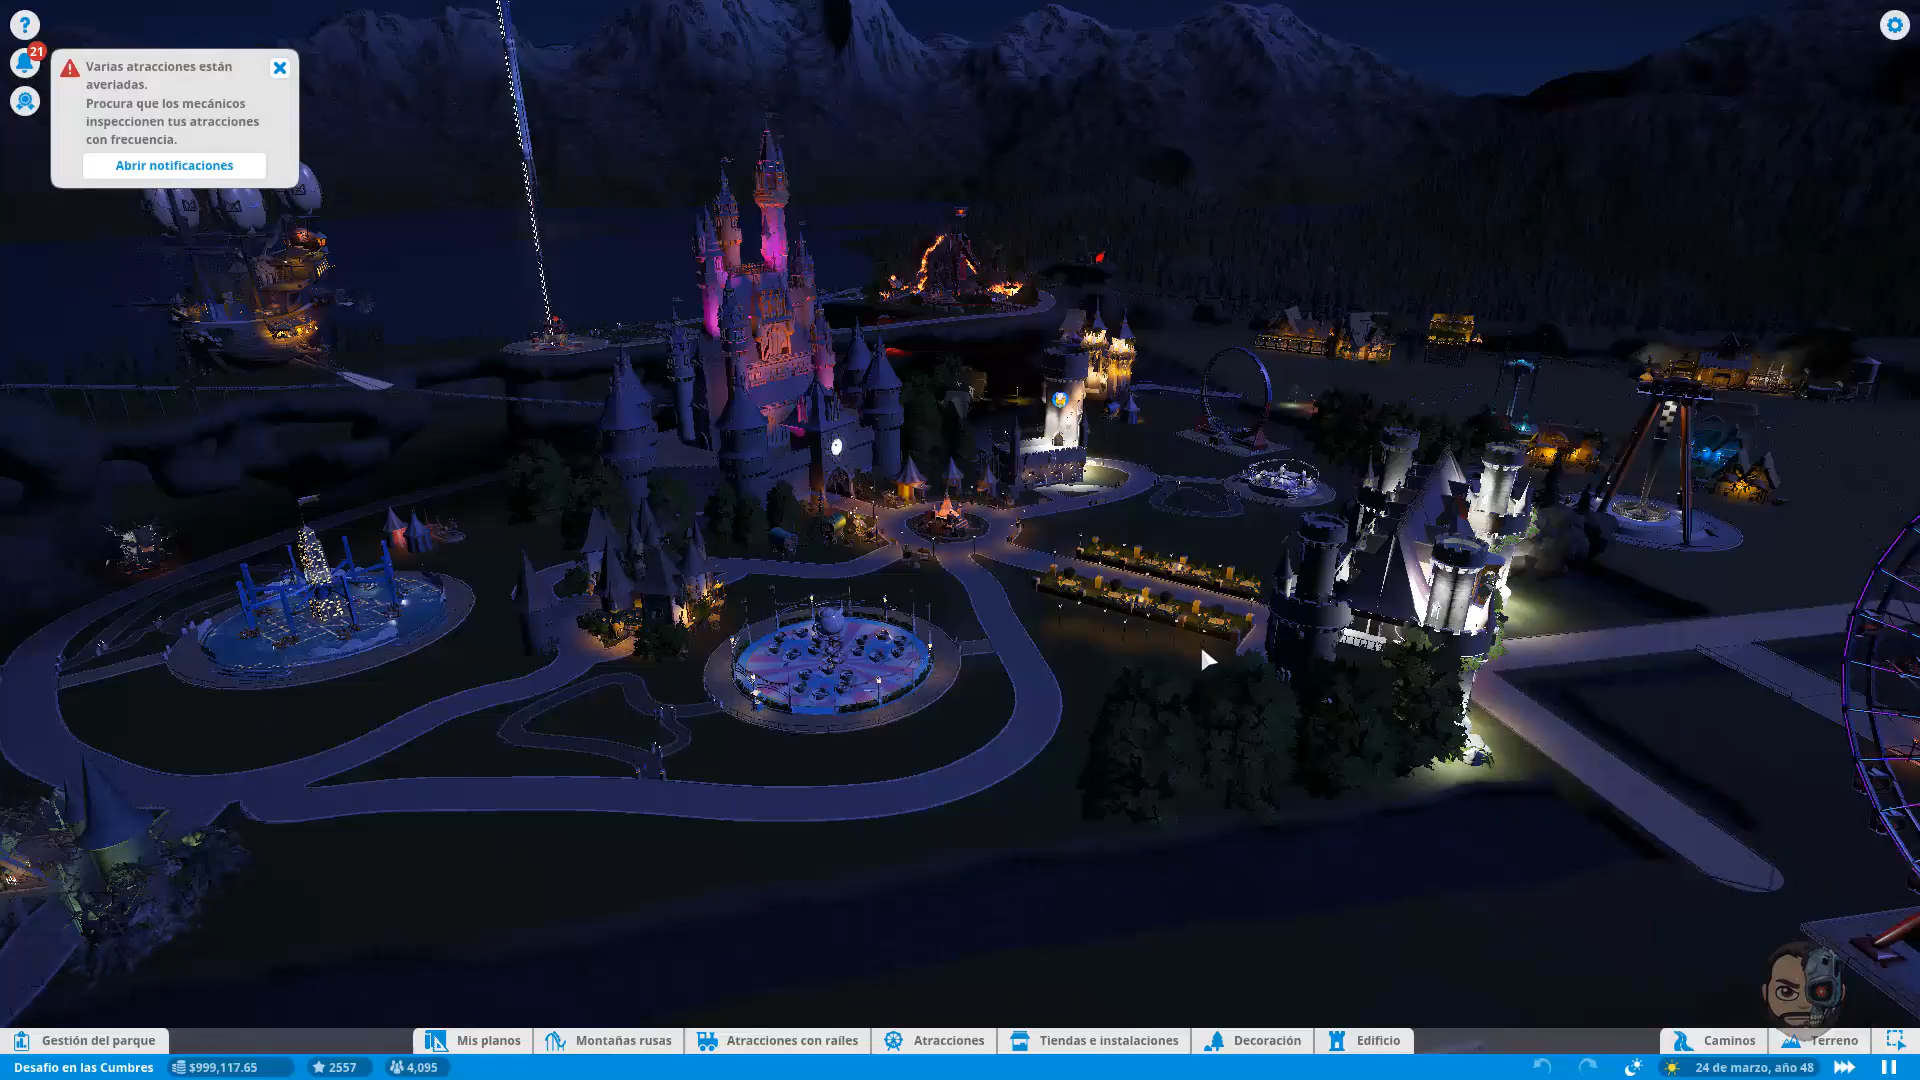 ?
21
Varias atracciones están
averiadas.
Procura que los mecánicos
inspeccionen tus atracciones
con frecuencia.
Abrir notificaciones
Gestión del parque
Mis planos
Montañas rusas
Atracciones con raíles
Atracciones
Tiendas e instalaciones
Decoración
Edificio
Caminos
Terreno
Desafío en las Cumbres
$999,117.65
2557
4,095
24 de marzo, año 48